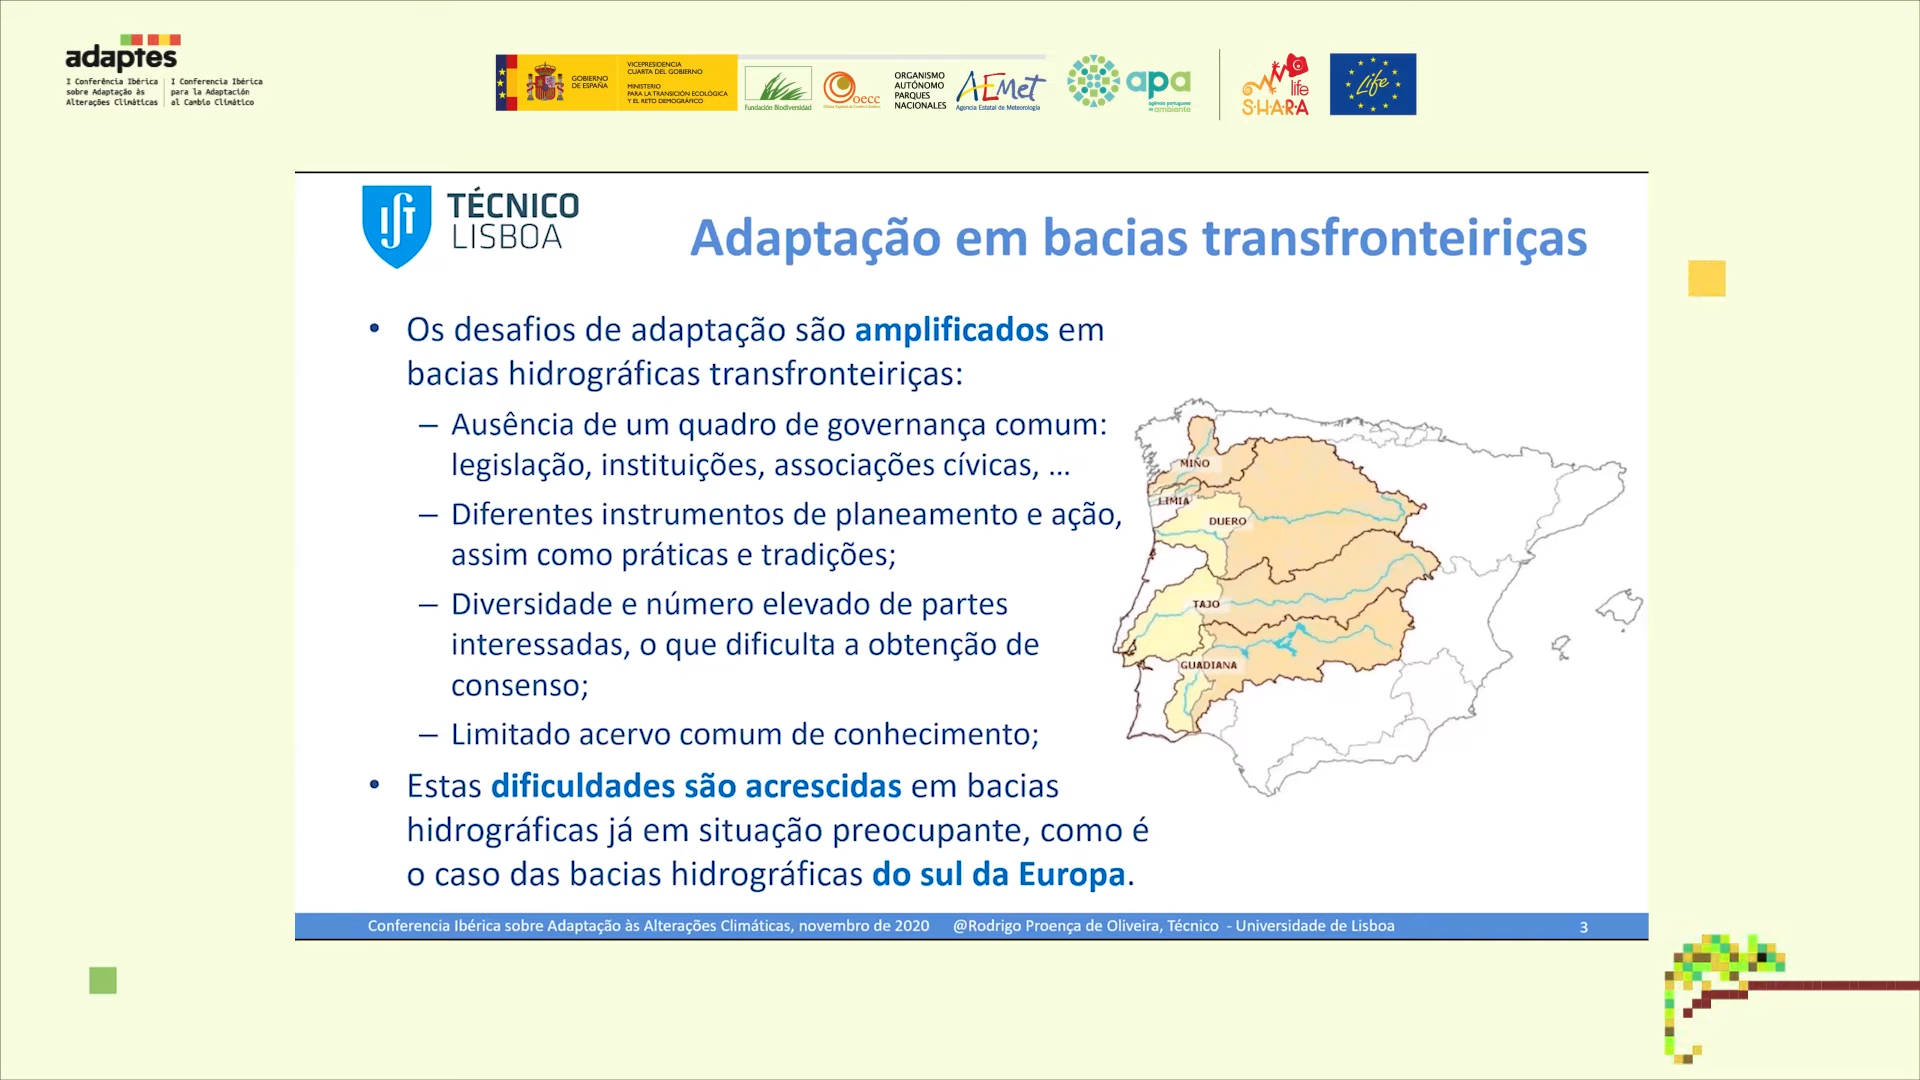 adaptes
I Conferência Ibérica
sobre Adaptação às
Alterações Climáticas
I Conferencia Ibérica
para la Adaptación
al Cambio Climático
GOBIERNO
DE ESPAÑA
VICEPRESIDENCIA
CUARTA DEL GOBIERNO
MINISTERIO
PARA LA TRANSICIÓN ECOLÓGICA
Y EL RETO DEMOGRÁFICO
Fundación Biodiversidad
oecc
ORGANISMO
AUTÓNOMO
PARQUES
NACIONALES
AEMet
Agencia Estatal de Meteorología
apa
agência portuguesa
do ambiente
life
SHARA
Life
IST
TÉCNICO
LISBOA
Adaptação em bacias transfronteiriças
• Os desafios de adaptação são amplificados em
bacias hidrográficas transfronteiriças:
– Ausência de um quadro de governança comum:
legislação, instituições, associações cívicas, ...
– Diferentes instrumentos de planeamento e ação,
assim como práticas e tradições;
– Diversidade e número elevado de partes
interessadas, o que dificulta a obtenção de
consenso;
– Limitado acervo comum de conhecimento;
• Estas dificuldades são acrescidas em bacias
hidrográficas já em situação preocupante, como é
o caso das bacias hidrográficas do sul da Europa.
MIÑO
LIMIA
DUERO
TAJO
GUADIANA
Conferencia Ibérica sobre Adaptação às Alterações Climáticas, novembro de 2020 @Rodrigo Proença de Oliveira, Técnico - Universidade de Lisboa
3